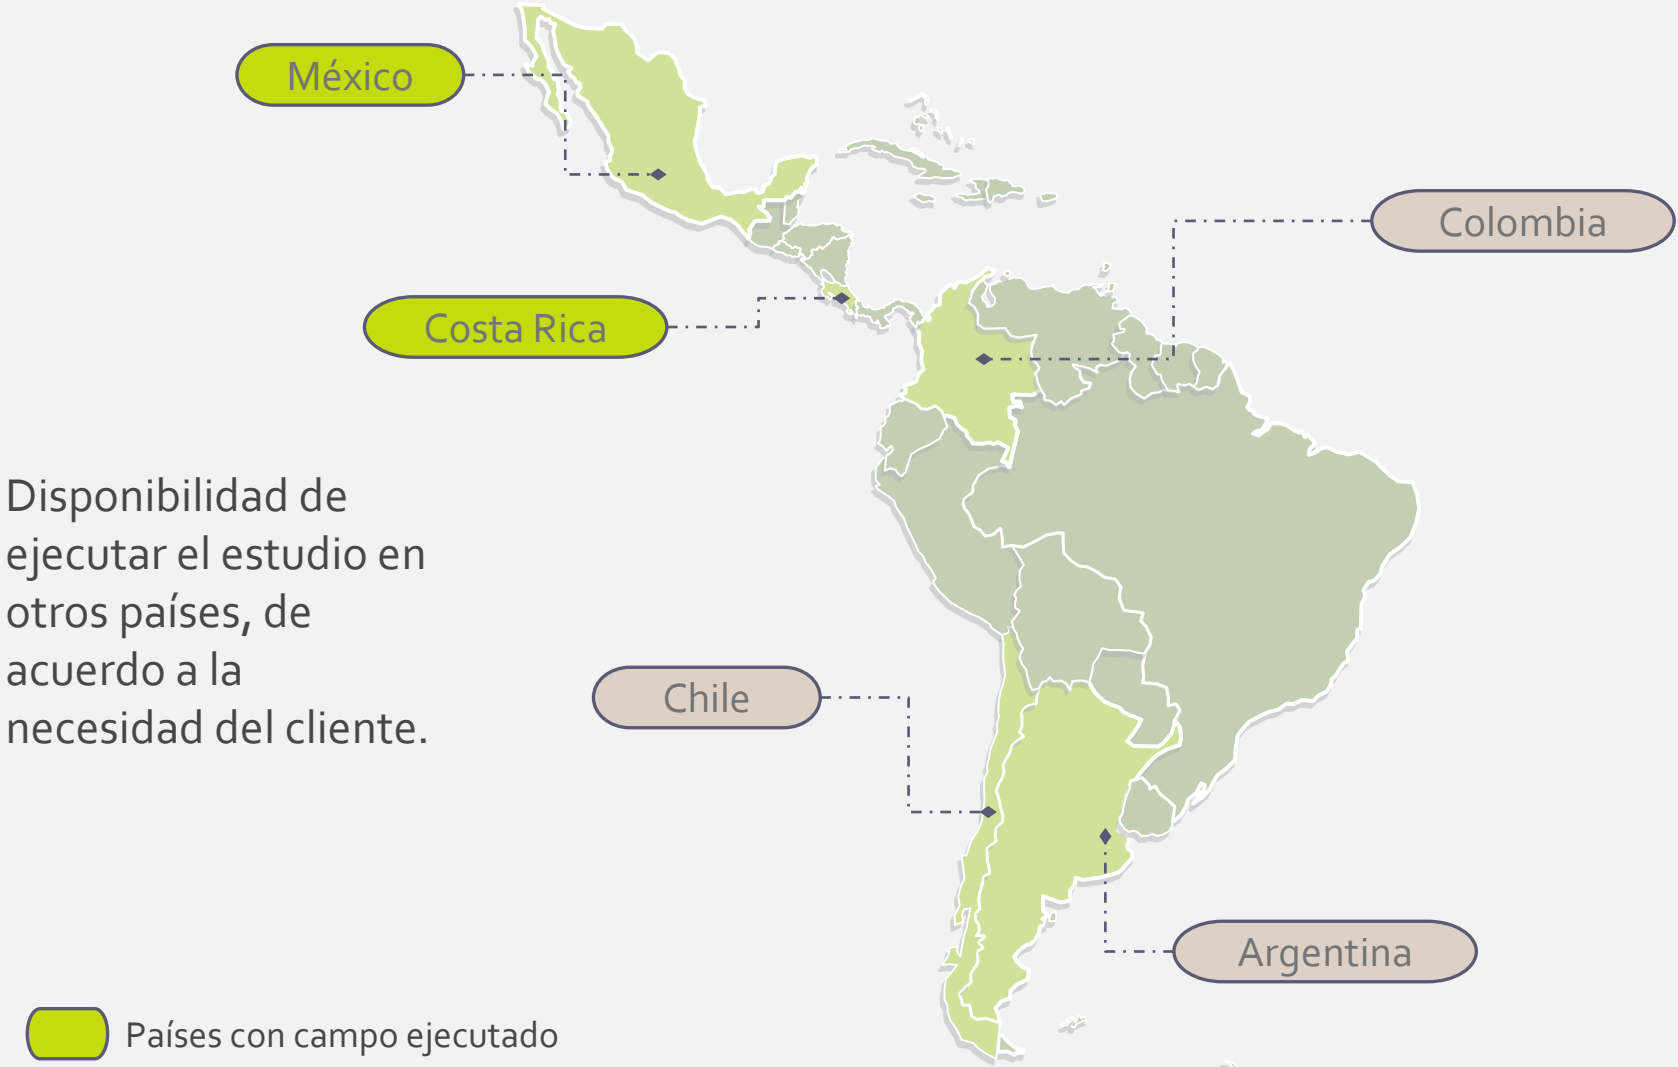 México
Colombia
Costa Rica
Disponibilidad de
ejecutar el estudio en
otros países, de
acuerdo a la
necesidad del cliente.
Chile
Argentina
Países con campo ejecutado